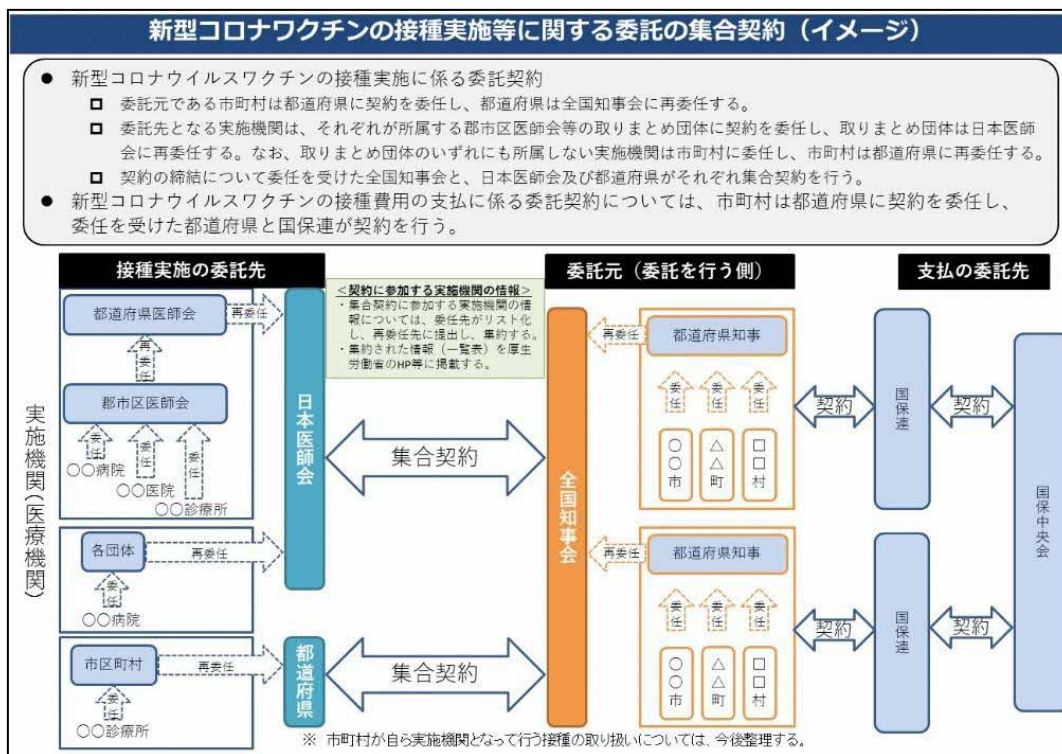 新型コロナワクチンの接種実施等に関する委託の集合契約（イメージ）
● 新型コロナウイルスワクチンの接種実施に係る委託契約
□ 委託元である市町村は都道府県に契約を委任し、都道府県は全国知事会に再委任する。
□ 委託先となる実施機関は、それぞれが所属する郡市区医師会等の取りまとめ団体に契約を委任し、取りまとめ団体は日本医師
会に再委任する。なお、取りまとめ団体のいずれにも所属しない実施機関は市町村に委任し、市町村は都道府県に再委任する。
□ 契約の締結について委任を受けた全国知事会と、日本医師会及び都道府県がそれぞれ集合契約を行う。
● 新型コロナウイルスワクチンの接種費用の支払に係る委託契約については、市町村は都道府県に契約を委任し、
委任を受けた都道府県と国保連が契約を行う。
接種実施の委託先
委託元（委託を行う側）
支払の委託先
実施機関(医療機関)
都道府県医師会
再委任
再委任
郡市区医師会
委任
委任
委任
〇〇病院
〇〇医院
〇〇診療所
各団体
再委任
委任
〇〇病院
市区町村
再委任
委任
〇〇診療所
日本医師会
都道府県
＜契約に参加する実施機関の情報＞
・集合契約に参加する実施機関の情
報については、委任先がリスト化
し、再委任先に提出し、集約する。
・集約された情報（一覧表）を厚生
労働省のHP等に掲載する。
集合契約
集合契約
全国知事会
再委任
都道府県知事
委任
委任
委任
〇〇市
△△町
□□村
再委任
都道府県知事
委任
委任
委任
〇〇市
△△町
□□村
契約
国保連
契約
契約
国保連
契約
国保中央会
※ 市町村が自ら実施機関となって行う接種の取り扱いについては、今後整理する。